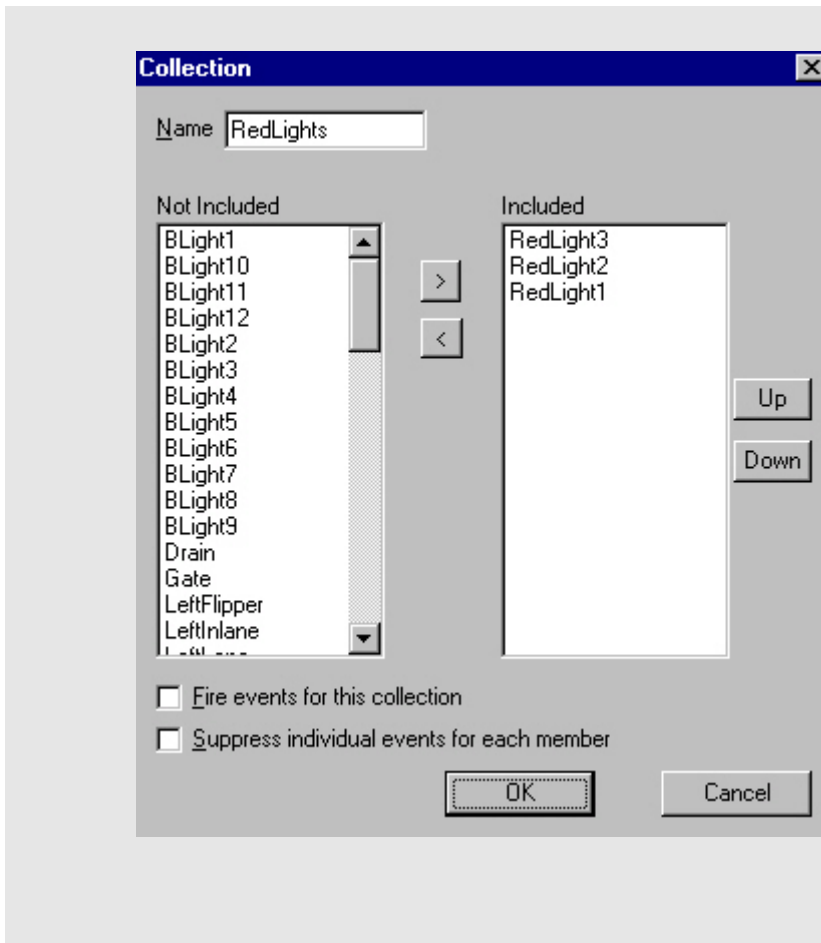 Collection
Name RedLights
Not Included
BLight1
BLight10
BLight11
BLight12
BLight2
BLight3
BLight4
BLight5
BLight6
BLight7
BLight8
BLight9
Drain
Gate
LeftFlipper
LeftInlane
>
<
Included
RedLight3
RedLight2
RedLight1
Up
Down
Fire events for this collection
Suppress individual events for each member
OK Cancel